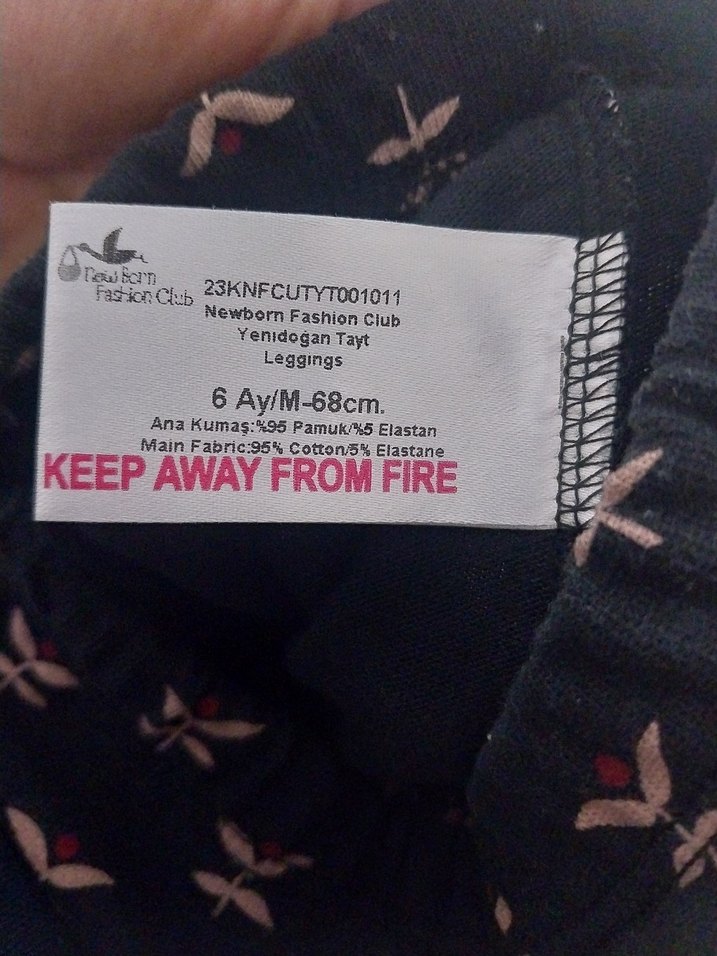 New Born
Fashion Club
23KNFCUTYT001011
Newborn Fashion Club
Yenıdoğan Tayt
Leggings
6 Ay/M-68cm.
Ana Kumaş:%95 Pamuk/%5 Elastan
Main Fabric:95% Cotton/5% Elastane
KEEP AWAY FROM FIRE